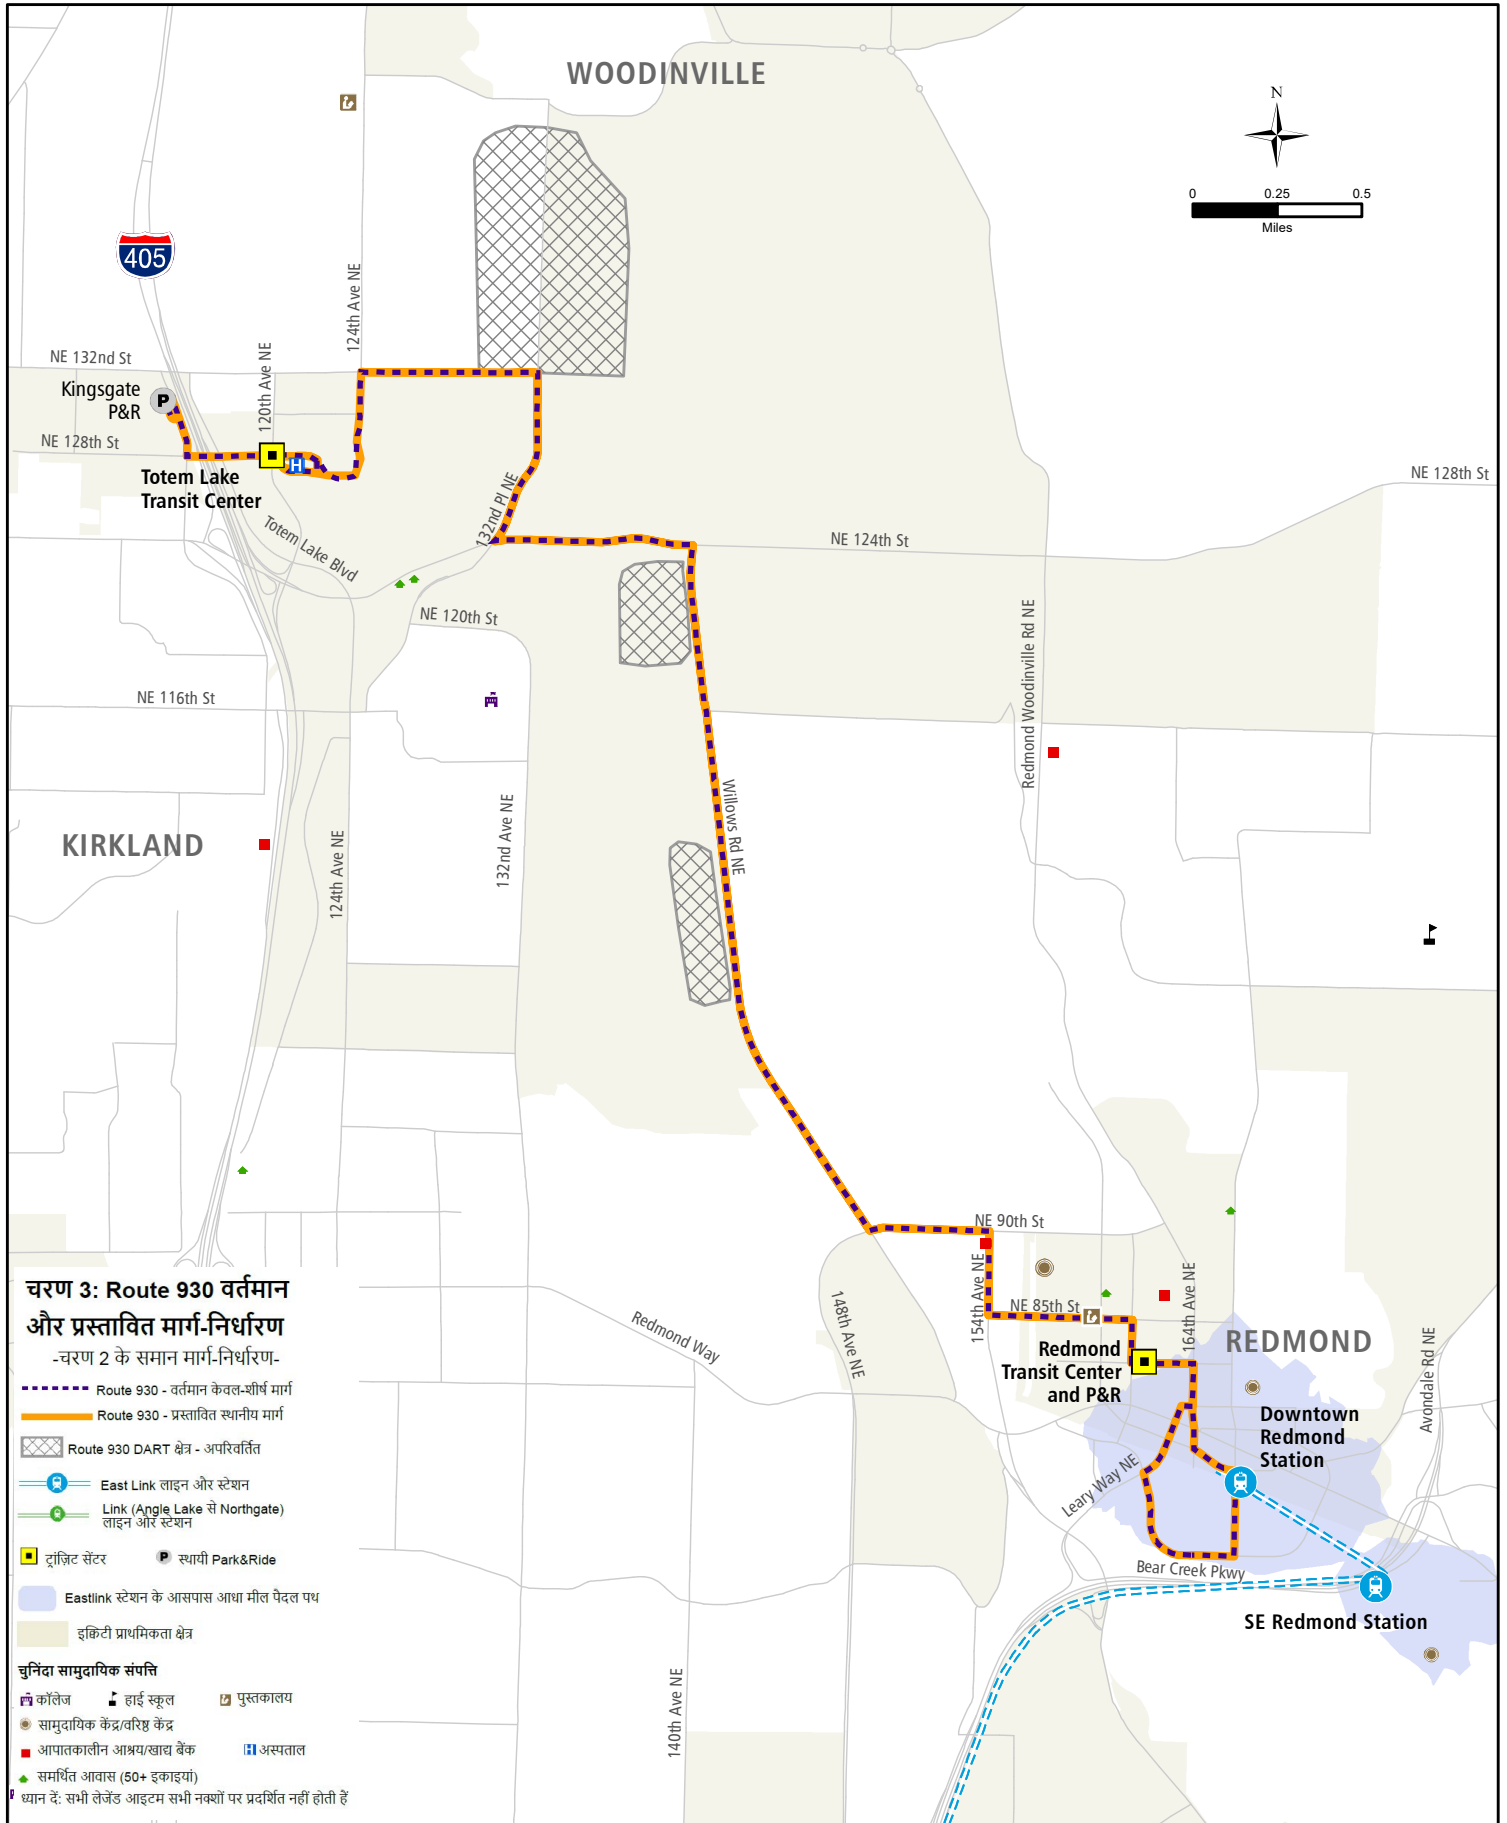 WOODINVILLE
N
0 0.25 0.5
Miles
405
124th Ave NE
NE 132nd St
120th Ave NE
Kingsgate
P&R
P
NE 128th St
H
Totem Lake
Transit Center
132nd Pl NE
NE 128th St
Totem Lake Blvd
NE 124th St
NE 120th St
Redmond Woodinville Rd NE
NE 116th St
Willows Rd NE
KIRKLAND
124th Ave NE
132nd Ave NE
NE 90th St
154th Ave NE
NE 85th St
164th Ave NE
148th Ave NE
Redmond Way
REDMOND
Redmond
Transit Center
and P&R
Avondale Rd NE
Downtown
Redmond
Station
Leary Way NE
Bear Creek Pkwy
SE Redmond Station
140th Ave NE
चरण 3: Route 930 वर्तमान
और प्रस्तावित मार्ग-निर्धारण
-चरण 2 के समान मार्ग-निर्धारण-
Route 930 - वर्तमान केवल-शीर्ष मार्ग
Route 930 - प्रस्तावित स्थानीय मार्ग
Route 930 DART क्षेत्र - अपरिवर्तित
East Link लाइन और स्टेशन
Link (Angle Lake से Northgate)
लाइन और स्टेशन
ट्रांज़िट सेंटर P स्थायी Park&Ride
Eastlink स्टेशन के आसपास आधा मील पैदल पथ
इक्विटी प्राथमिकता क्षेत्र
चुनिंदा सामुदायिक संपत्ति
कॉलेज हाई स्कूल पुस्तकालय
सामुदायिक केंद्र/वरिष्ठ केंद्र
आपातकालीन आश्रय/खाद्य बैंक H अस्पताल
समर्थित आवास (50+ इकाइयां)
ध्यान दें: सभी लेजेंड आइटम सभी नक्शों पर प्रदर्शित नहीं होती हैं